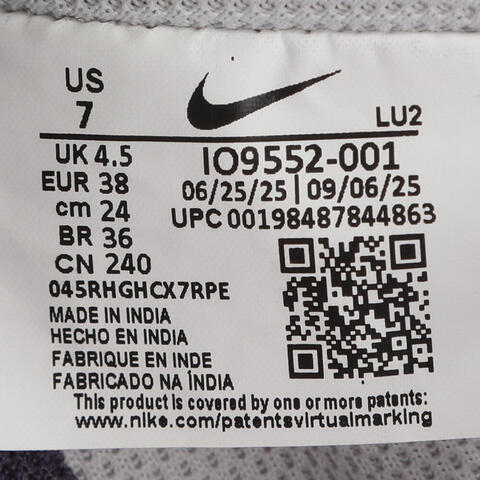 US
7
LU2
UK 4.5
EUR 38
cm 24
BR 36
CN 240
IO9552-001
06/25/25 | 09/06/25
UPC 00198487844863
045RHGHCX7RPE
MADE IN INDIA
HECHO EN INDIA
FABRIQUE EN INDE
FABRICADO NA ÍNDIA
This product is covered by one or more patents:
www.nike.com/patentsvirtualmarking